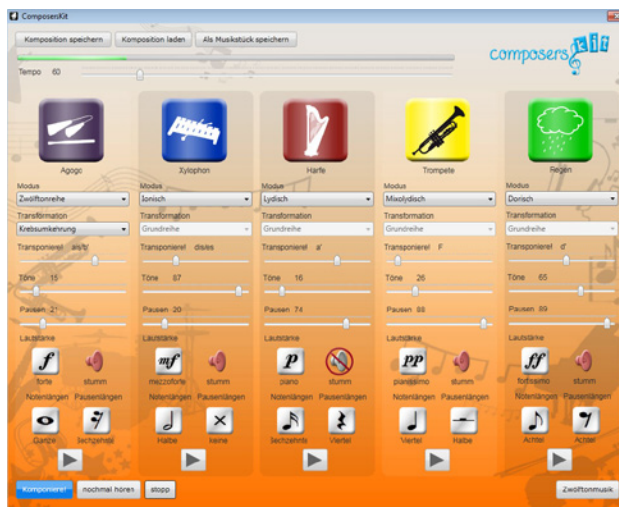 ComposersKit
Komposition speichern Komposition laden Als Musikstück speichern
composerskit
Tempo 60
Agogo Xylophon Harfe Trompete Regen
Modus Modus Modus Modus Modus
Zwölftonreihe Ionisch Lydisch Mixolydisch Dorisch
Transformation Transformation Transformation Transformation Transformation
Krebsumkehrung Grundreihe Grundreihe Grundreihe Grundreihe
Transponiere! ais/b' Transponiere! dis/es Transponiere! a' Transponiere! F Transponiere! d'
Töne 15 Töne 87 Töne 16 Töne 26 Töne 65
Pausen 21 Pausen 20 Pausen 74 Pausen 88 Pausen 89
Lautstärke Lautstärke Lautstärke Lautstärke Lautstärke
f mf p pp ff
forte stumm mezzoforte stumm piano stumm pianissimo stumm fortissimo stumm
Notenlängen Pausenlängen Notenlängen Pausenlängen Notenlängen Pausenlängen Notenlängen Pausenlängen Notenlängen Pausenlängen
Ganze Sechzehntel Halbe keine Sechzehntel Viertel Viertel Halbe Achtel Achtel
Komponiere! nochmal hören stopp Zwölftonmusik